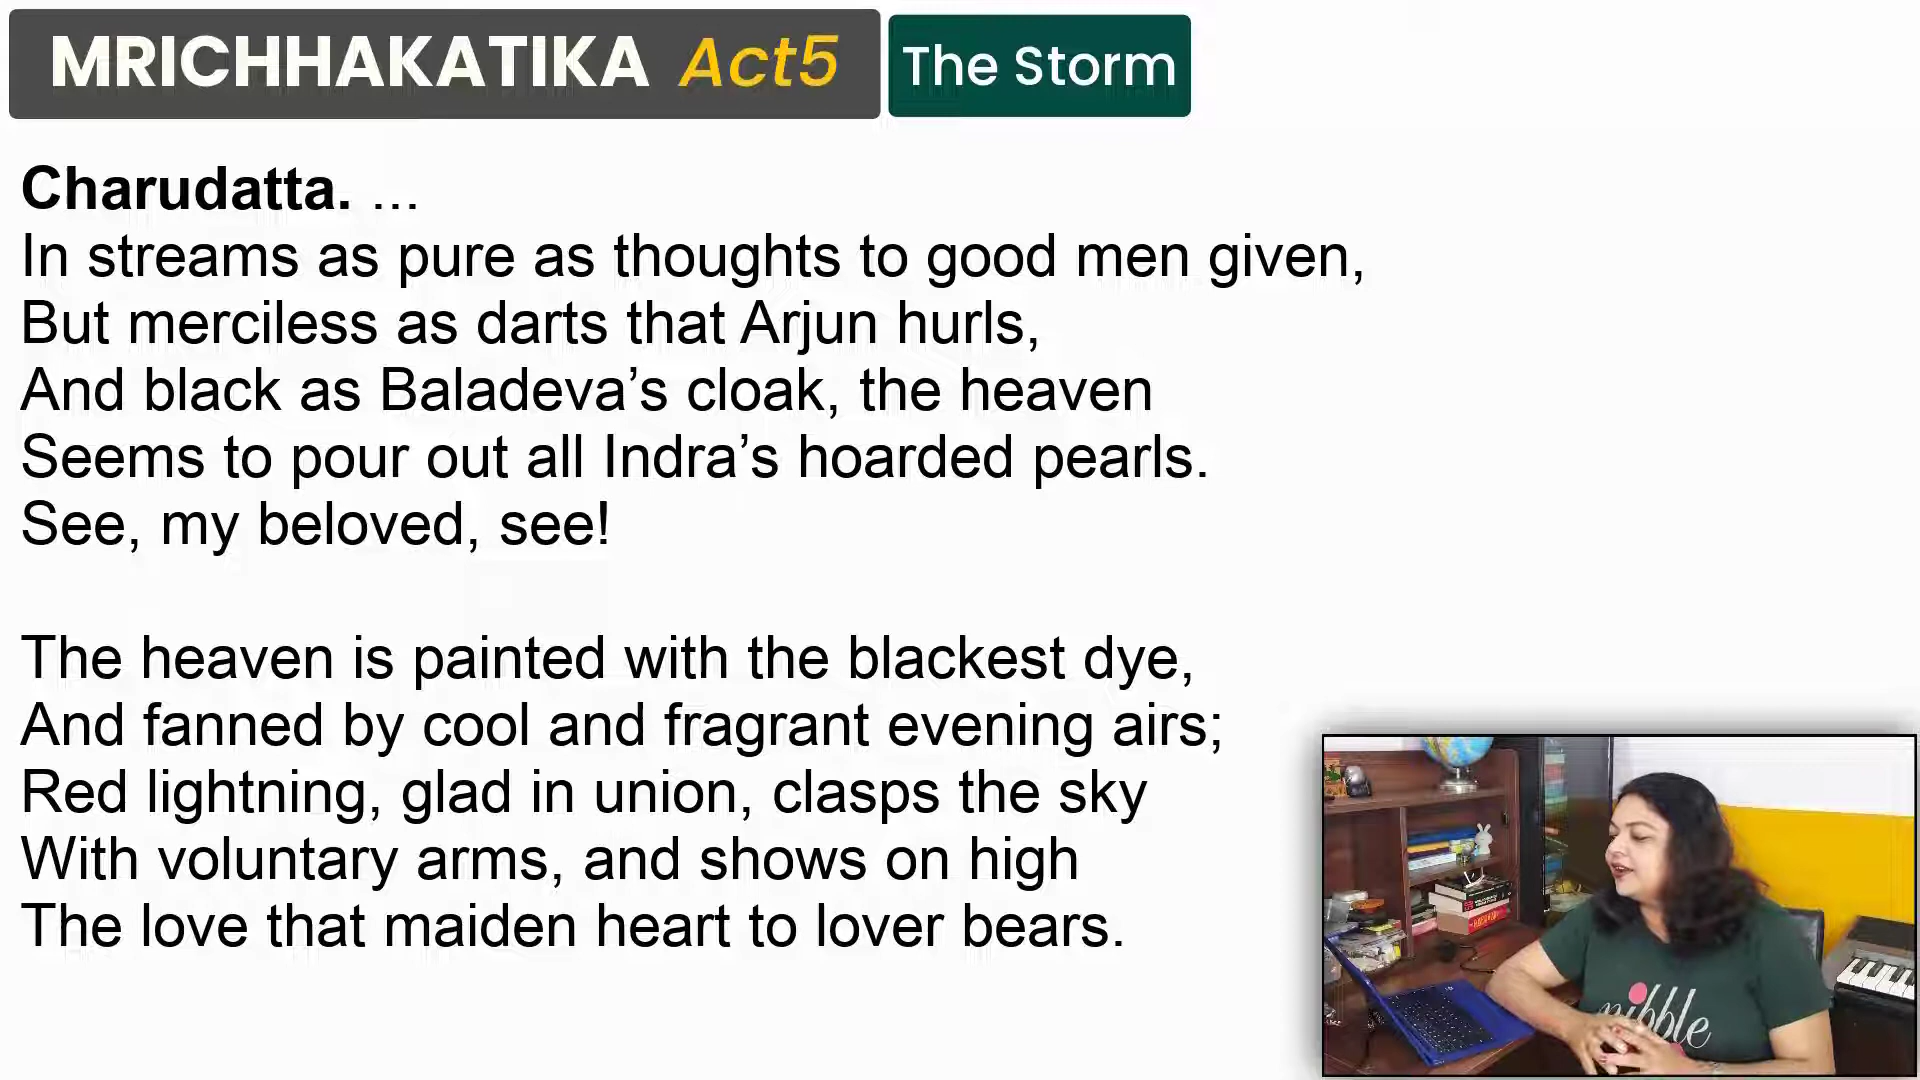 MRICHHAKATIKA Act5 The Storm
Charudatta. ...
In streams as pure as thoughts to good men given,
But merciless as darts that Arjun hurls,
And black as Baladeva’s cloak, the heaven
Seems to pour out all Indra’s hoarded pearls.
See, my beloved, see!
The heaven is painted with the blackest dye,
And fanned by cool and fragrant evening airs;
Red lightning, glad in union, clasps the sky
With voluntary arms, and shows on high
The love that maiden heart to lover bears.
nibble